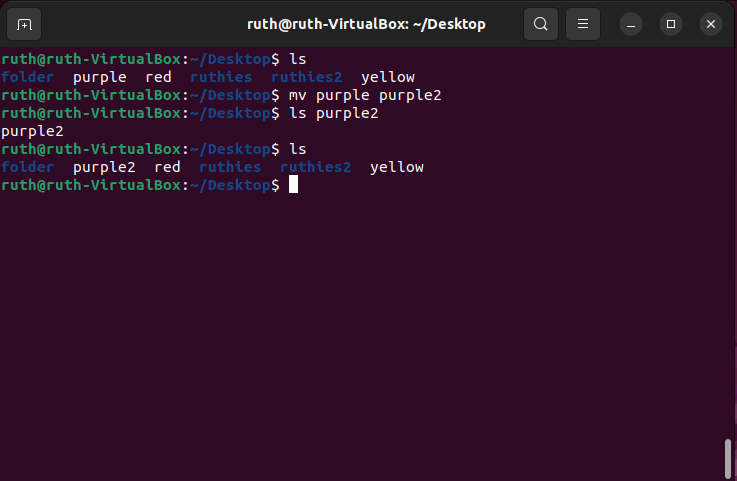 ruth@ruth-VirtualBox: ~/Desktop
ruth@ruth-VirtualBox:~/Desktop$ ls
folder  purple  red  ruthies  ruthies2  yellow
ruth@ruth-VirtualBox:~/Desktop$ mv purple purple2
ruth@ruth-VirtualBox:~/Desktop$ ls purple2
purple2
ruth@ruth-VirtualBox:~/Desktop$ ls
folder  purple2  red  ruthies  ruthies2  yellow
ruth@ruth-VirtualBox:~/Desktop$